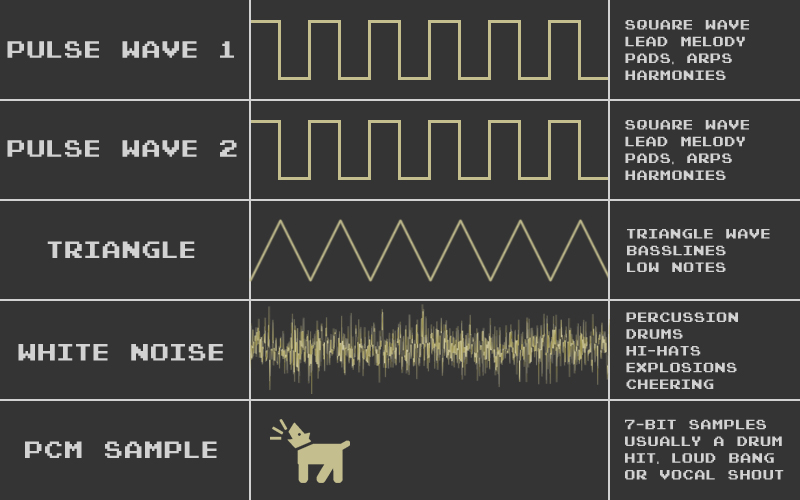 PULSE WAVE 1
SQUARE WAVE
LEAD MELODY
PADS, ARPS
HARMONIES
PULSE WAVE 2
SQUARE WAVE
LEAD MELODY
PADS, ARPS
HARMONIES
TRIANGLE
TRIANGLE WAVE
BASSLINES
LOW NOTES
WHITE NOISE
PERCUSSION
DRUMS
HI-HATS
EXPLOSIONS
CHEERING
PCM SAMPLE
7-BIT SAMPLES
USUALLY A DRUM
HIT, LOUD BANG
OR VOCAL SHOUT